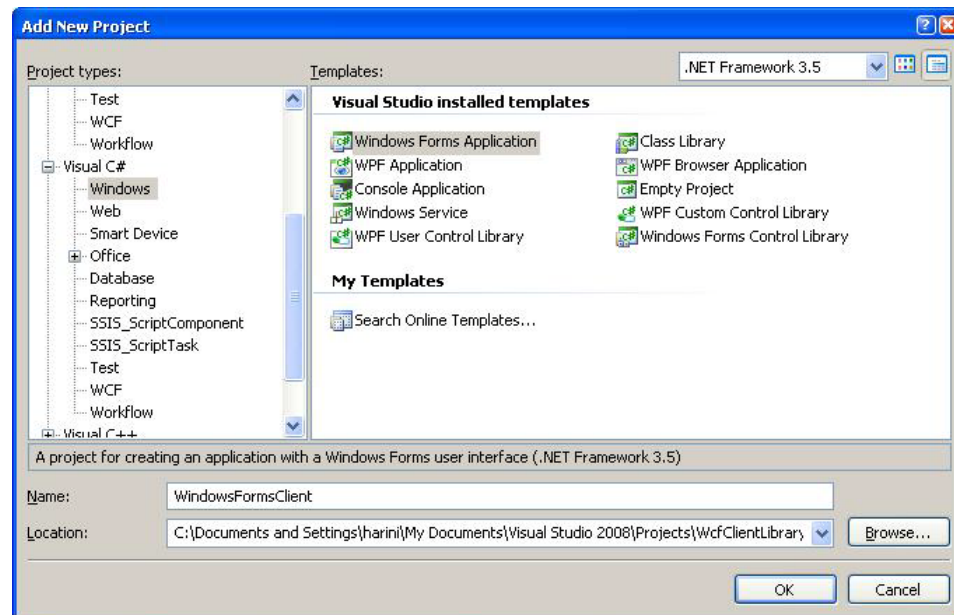 Add New Project
Project types:
Templates:
.NET Framework 3.5
Test
WCF
Workflow
Visual C#
Windows
Web
Smart Device
Office
Database
Reporting
SSIS_ScriptComponent
SSIS_ScriptTask
Test
WCF
Workflow
Visual C++
Visual Studio installed templates
Windows Forms Application
Class Library
WPF Application
WPF Browser Application
Console Application
Empty Project
Windows Service
WPF Custom Control Library
WPF User Control Library
Windows Forms Control Library
My Templates
Search Online Templates...
A project for creating an application with a Windows Forms user interface (.NET Framework 3.5)
Name:
WindowsFormsClient
Location:
C:\Documents and Settings\harini\My Documents\Visual Studio 2008\Projects\WcfClientLibrary
Browse...
OK
Cancel